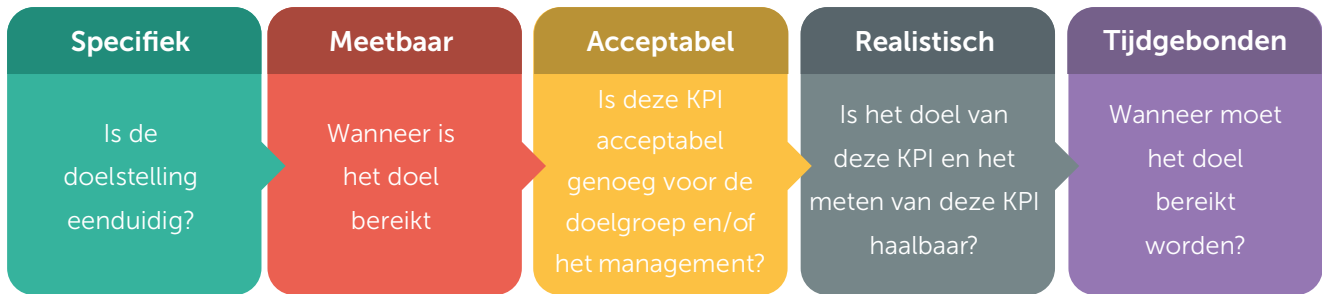 Specifiek
Is de
doelstelling
eenduidig?
Meetbaar
Wanneer is
het doel
bereikt
Acceptabel
Is deze KPI
acceptabel
genoeg voor de
doelgroep en/of
het management?
Realistisch
Is het doel van
deze KPI en het
meten van deze KPI
haalbaar?
Tijdgebonden
Wanneer moet
het doel
bereikt
worden?